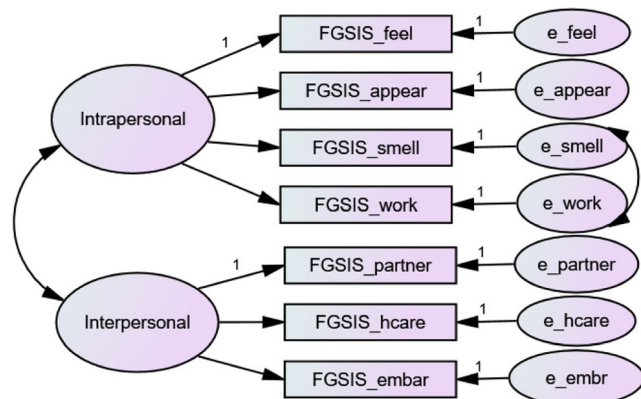 1 FGSIS_feel 1 e_feel
FGSIS_appear 1 e_appear
Intrapersonal
FGSIS_smell 1 e_smell
FGSIS_work 1 e_work
1 FGSIS_partner 1 e_partner
Interpersonal FGSIS_hcare 1 e_hcare
FGSIS_embar 1 e_embr